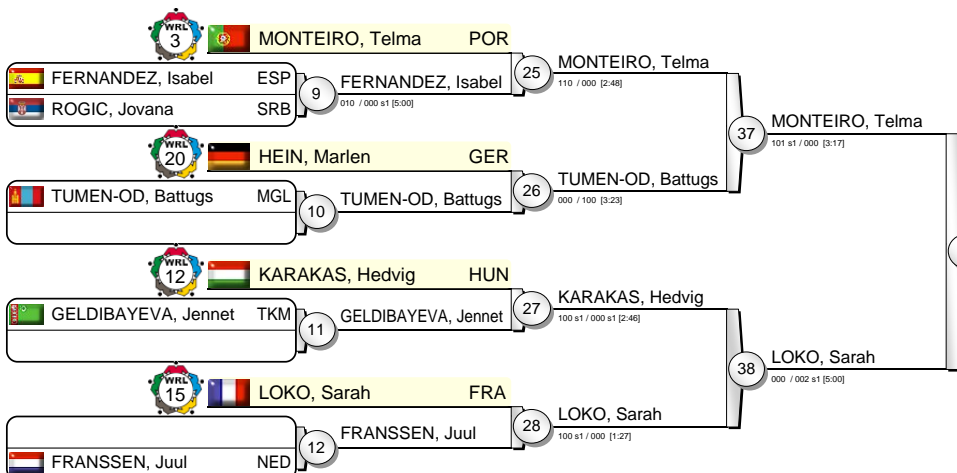 WRL 3 MONTEIRO, Telma POR
FERNANDEZ, Isabel ESP
ROGIC, Jovana SRB
9
FERNANDEZ, Isabel
010 / 000 s1 [5:00]
25
MONTEIRO, Telma
110 / 000 [2:48]
WRL 20 HEIN, Marlen GER
TUMEN-OD, Battugs MGL
10
TUMEN-OD, Battugs
26
TUMEN-OD, Battugs
000 / 100 [3:23]
37
MONTEIRO, Telma
101 s1 / 000 [3:17]
WRL 12 KARAKAS, Hedvig HUN
GELDIBAYEVA, Jennet TKM
11
GELDIBAYEVA, Jennet
27
KARAKAS, Hedvig
100 s1 / 000 s1 [2:46]
WRL 15 LOKO, Sarah FRA
FRANSSEN, Juul NED
12
FRANSSEN, Juul
28
LOKO, Sarah
100 s1 / 000 [1:27]
38
LOKO, Sarah
000 / 002 s1 [5:00]